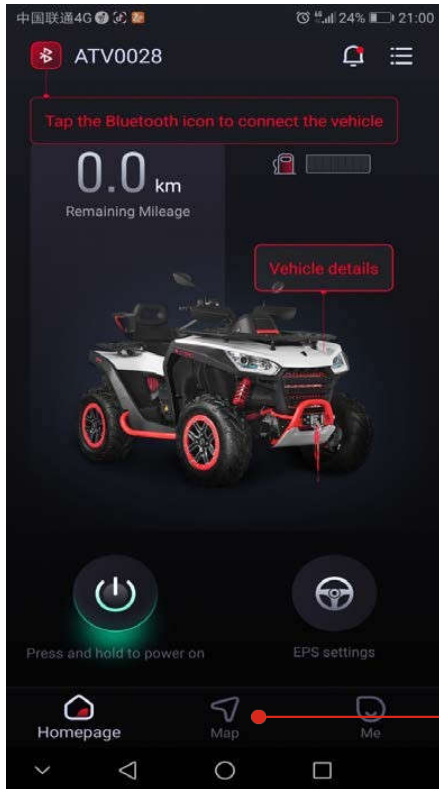 中国联通4G 24% 21:00
ATV0028
Tap the Bluetooth icon to connect the vehicle
0.0 km
Remaining Mileage
Vehicle details
Press and hold to power on
EPS settings
Homepage
Map
Me